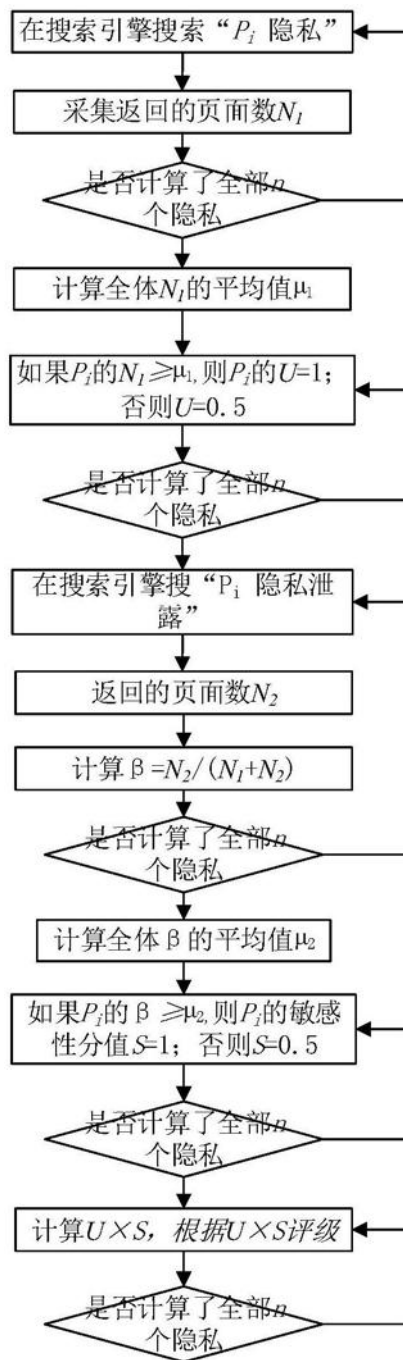 在搜索引擎搜索“Pi 隐私”
采集返回的页面数N1
是否计算了全部n
个隐私
计算全体N1的平均值μ1
如果Pi的N1≥μ1,则Pi的U=1;
否则U=0.5
是否计算了全部n
个隐私
在搜索引擎搜“Pi 隐私泄
露”
返回的页面数N2
计算β=N2/(N1+N2)
是否计算了全部n
个隐私
计算全体β的平均值μ2
如果Pi的β≥μ2,则Pi的敏感
性分值S=1；否则S=0.5
是否计算了全部n
个隐私
计算U×S，根据U×S评级
是否计算了全部n
个隐私